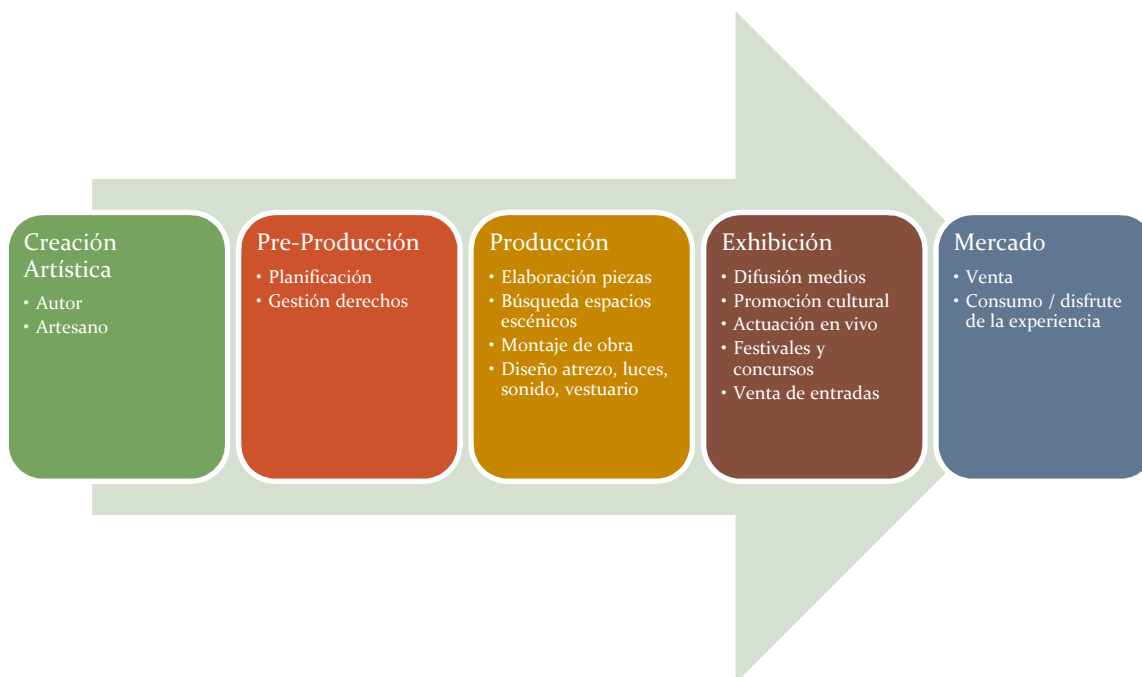 Creación
Artística
• Autor
• Artesano
Pre-Producción
• Planificación
• Gestión derechos
Producción
• Elaboración piezas
• Búsqueda espacios
escénicos
• Montaje de obra
• Diseño atrezo, luces,
sonido, vestuario
Exhibición
• Difusión medios
• Promoción cultural
• Actuación en vivo
• Festivales y
concursos
• Venta de entradas
Mercado
• Venta
• Consumo / disfrute
de la experiencia